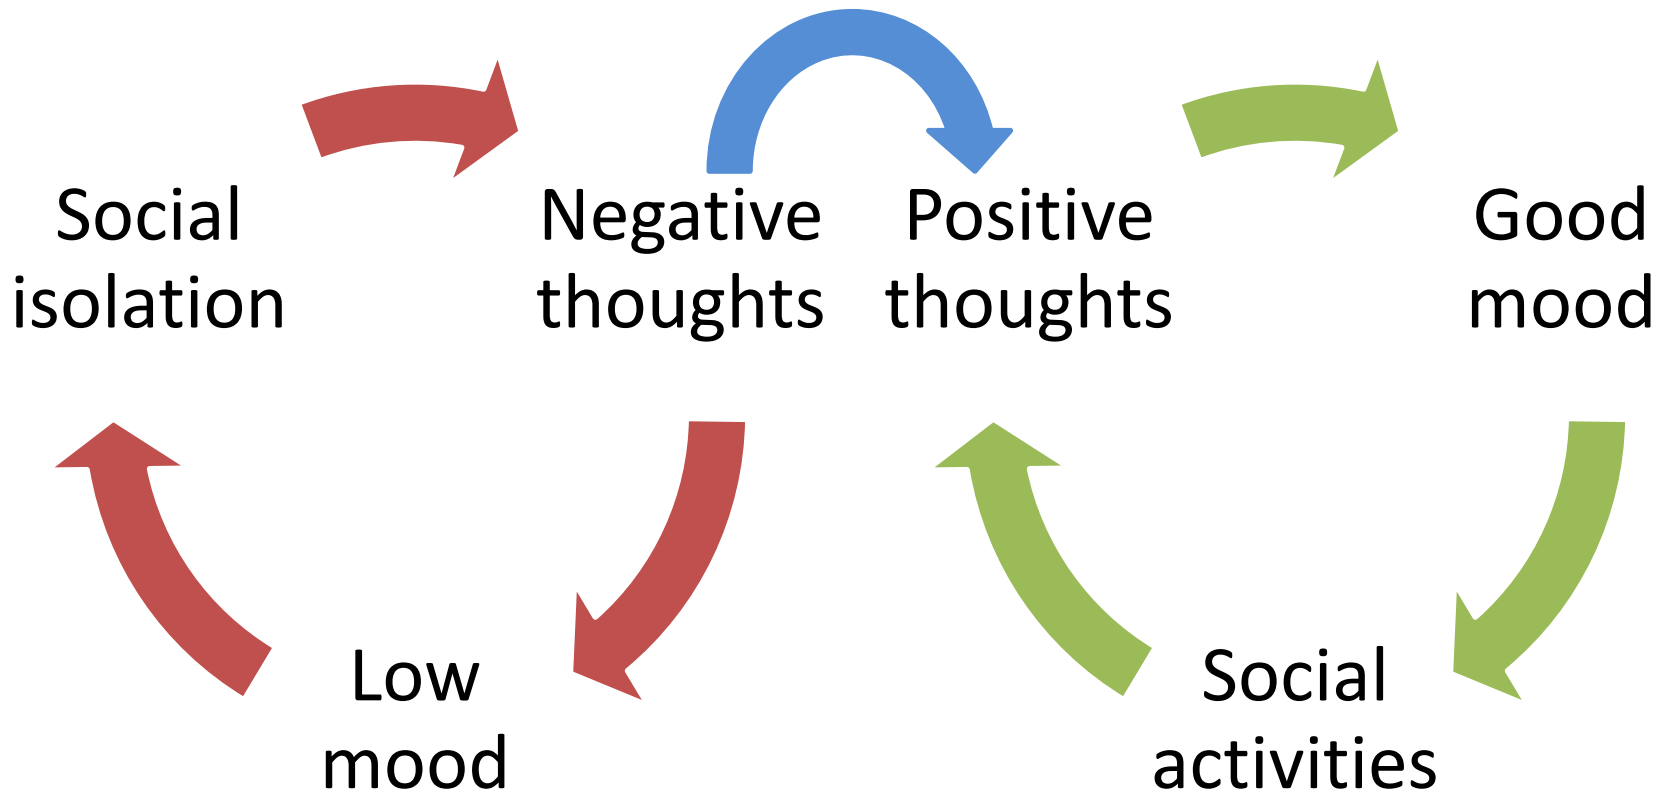 Social
isolation
Negative
thoughts
Positive
thoughts
Good
mood
Low
mood
Social
activities